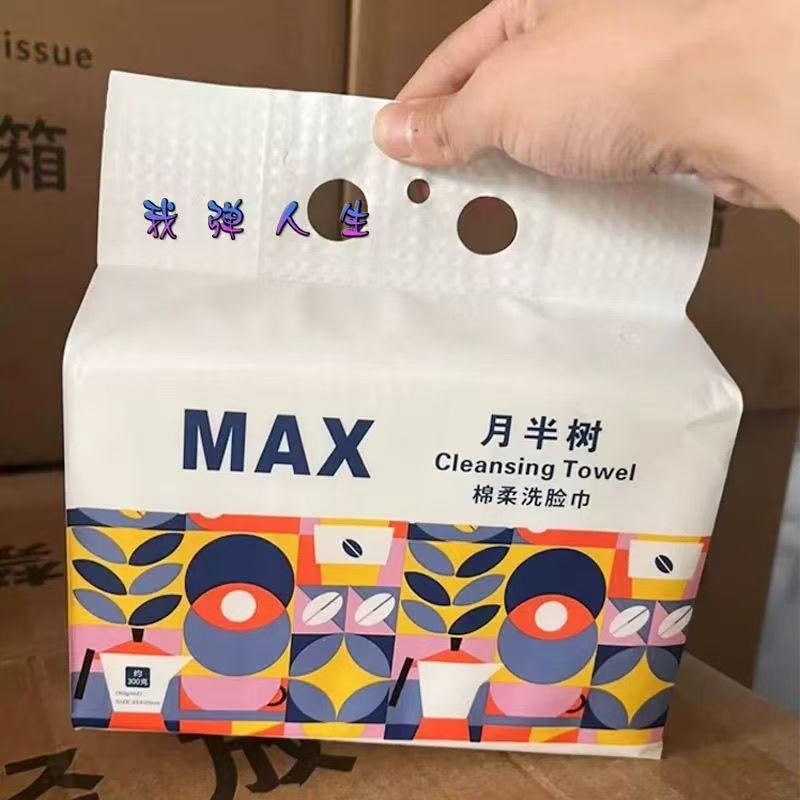 issue
箱
我弹人生
MAX
月半树
Cleansing Towel
棉柔洗脸巾
约
300克